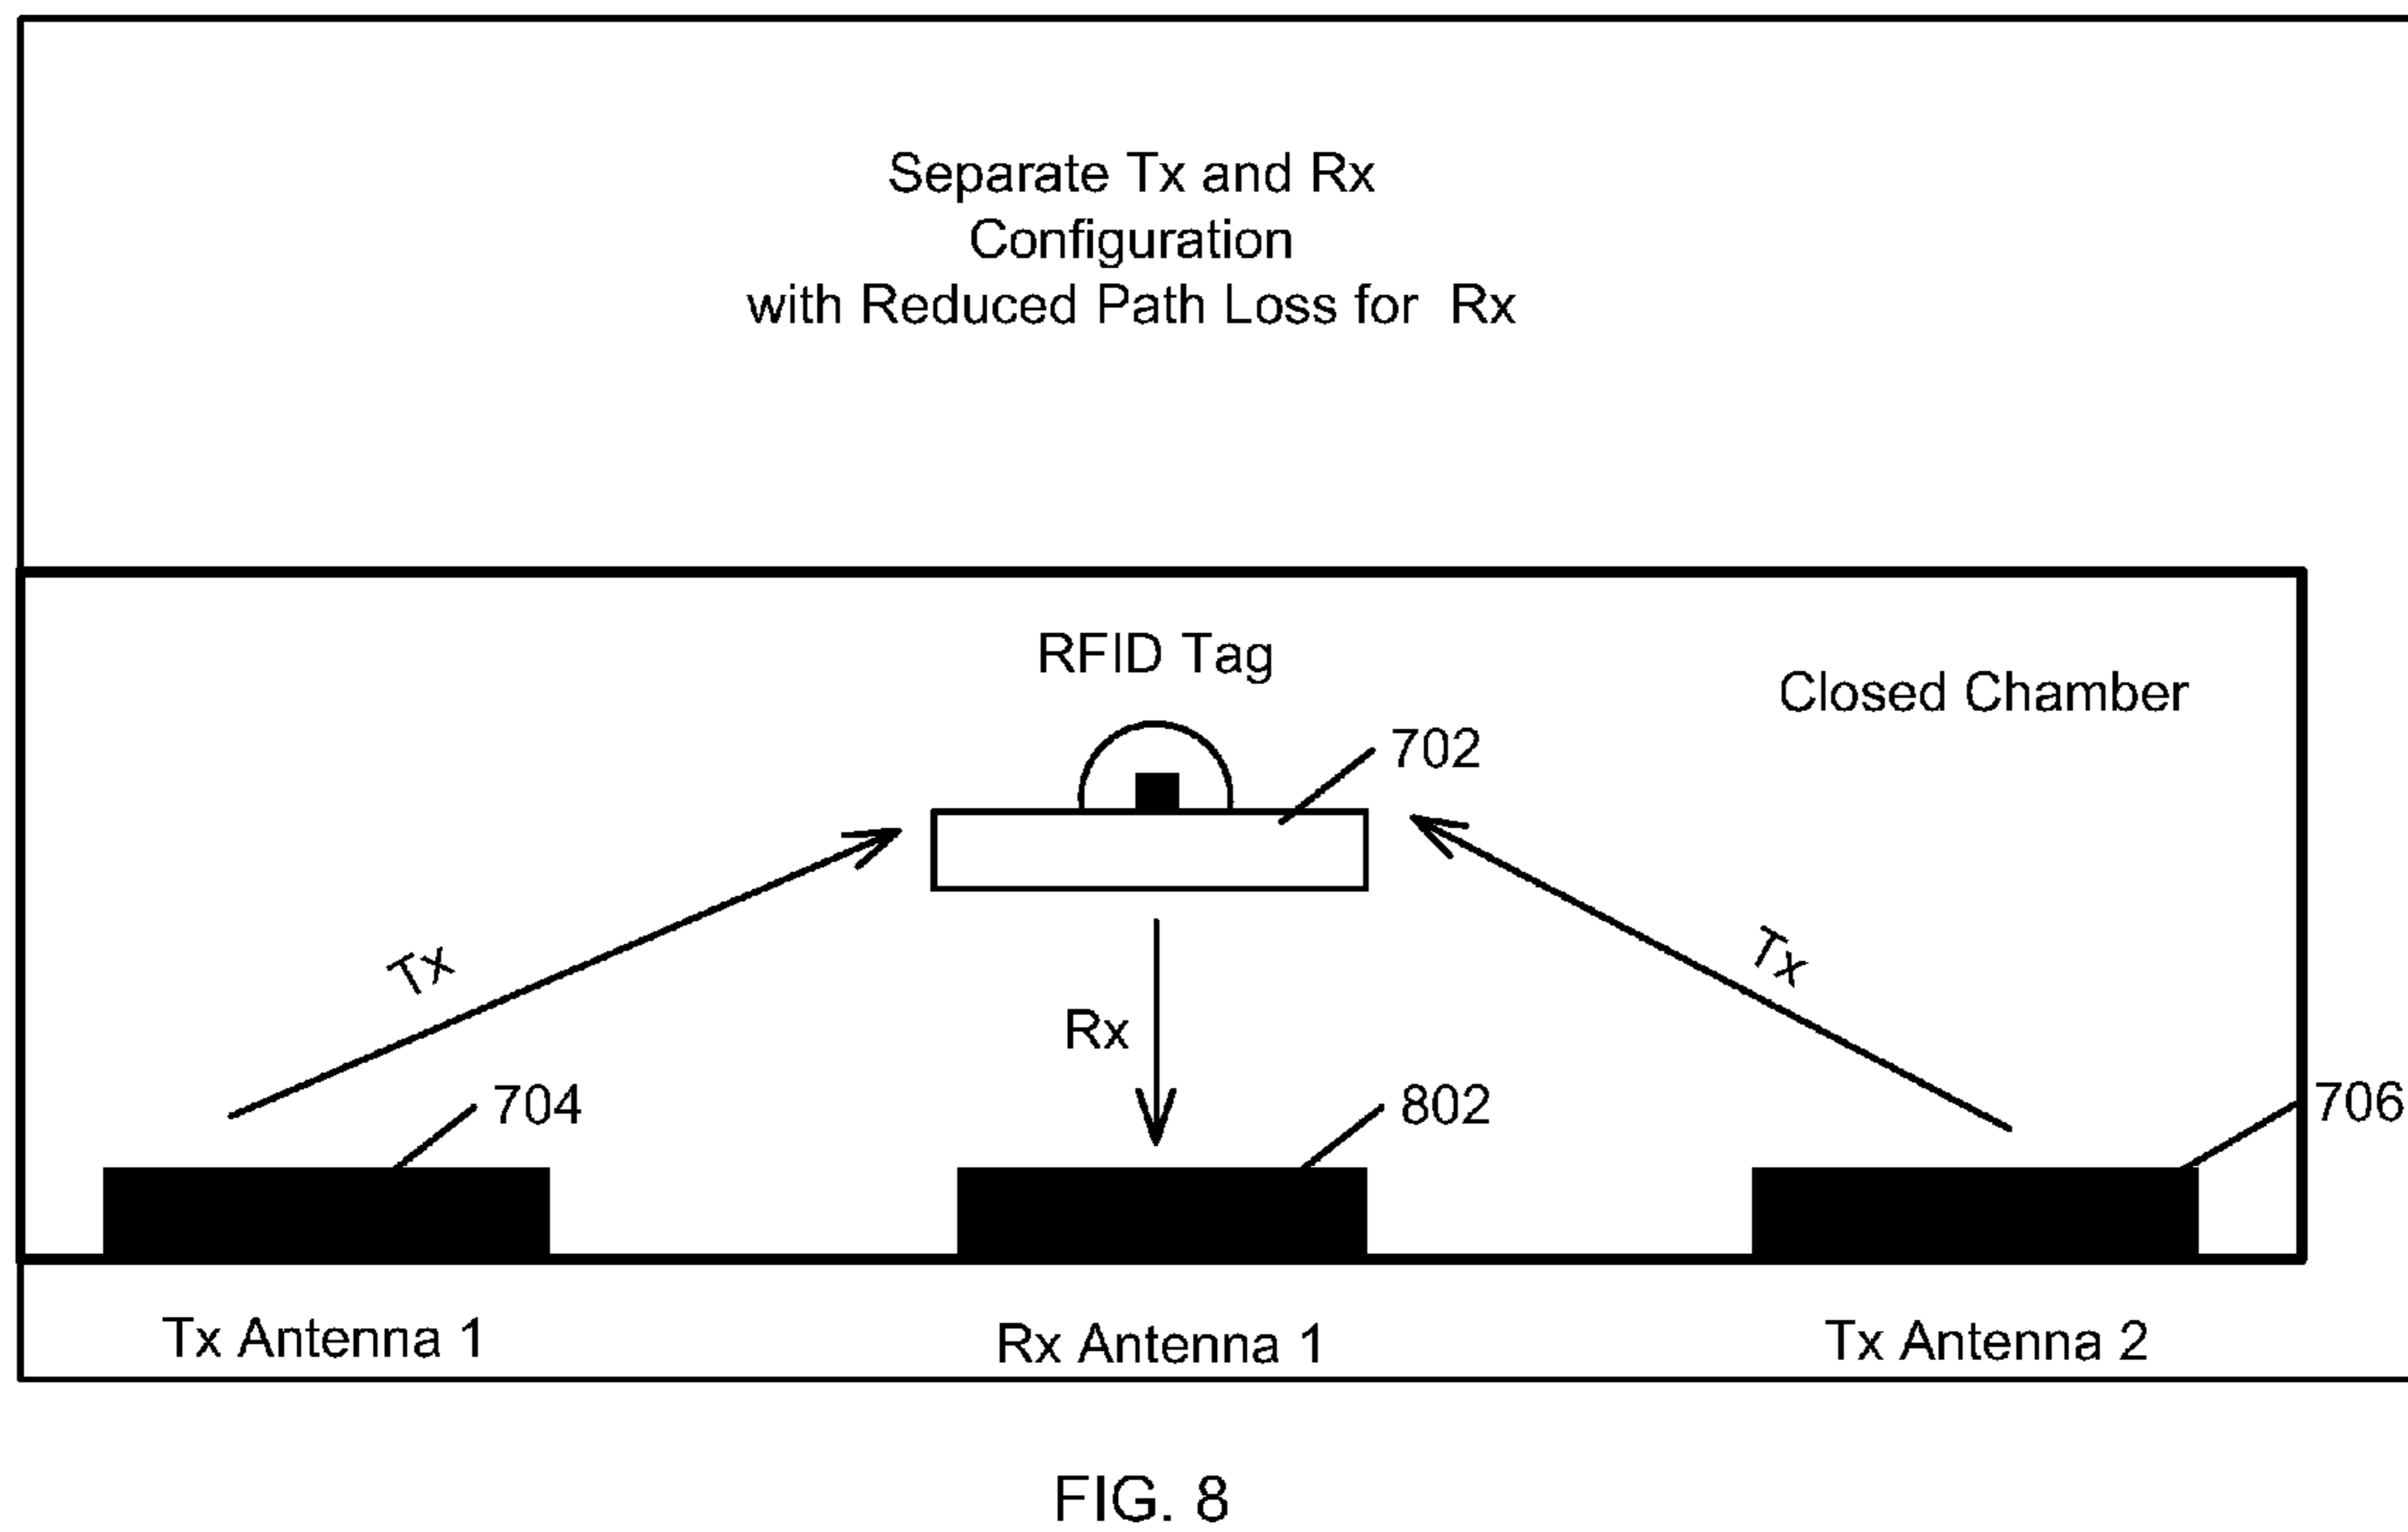 Separate Tx and Rx
Configuration
with Reduced Path Loss for Rx
RFID Tag
Closed Chamber
702
Tx
Tx
Rx
704
802
706
Tx Antenna 1
Rx Antenna 1
Tx Antenna 2
FIG. 8